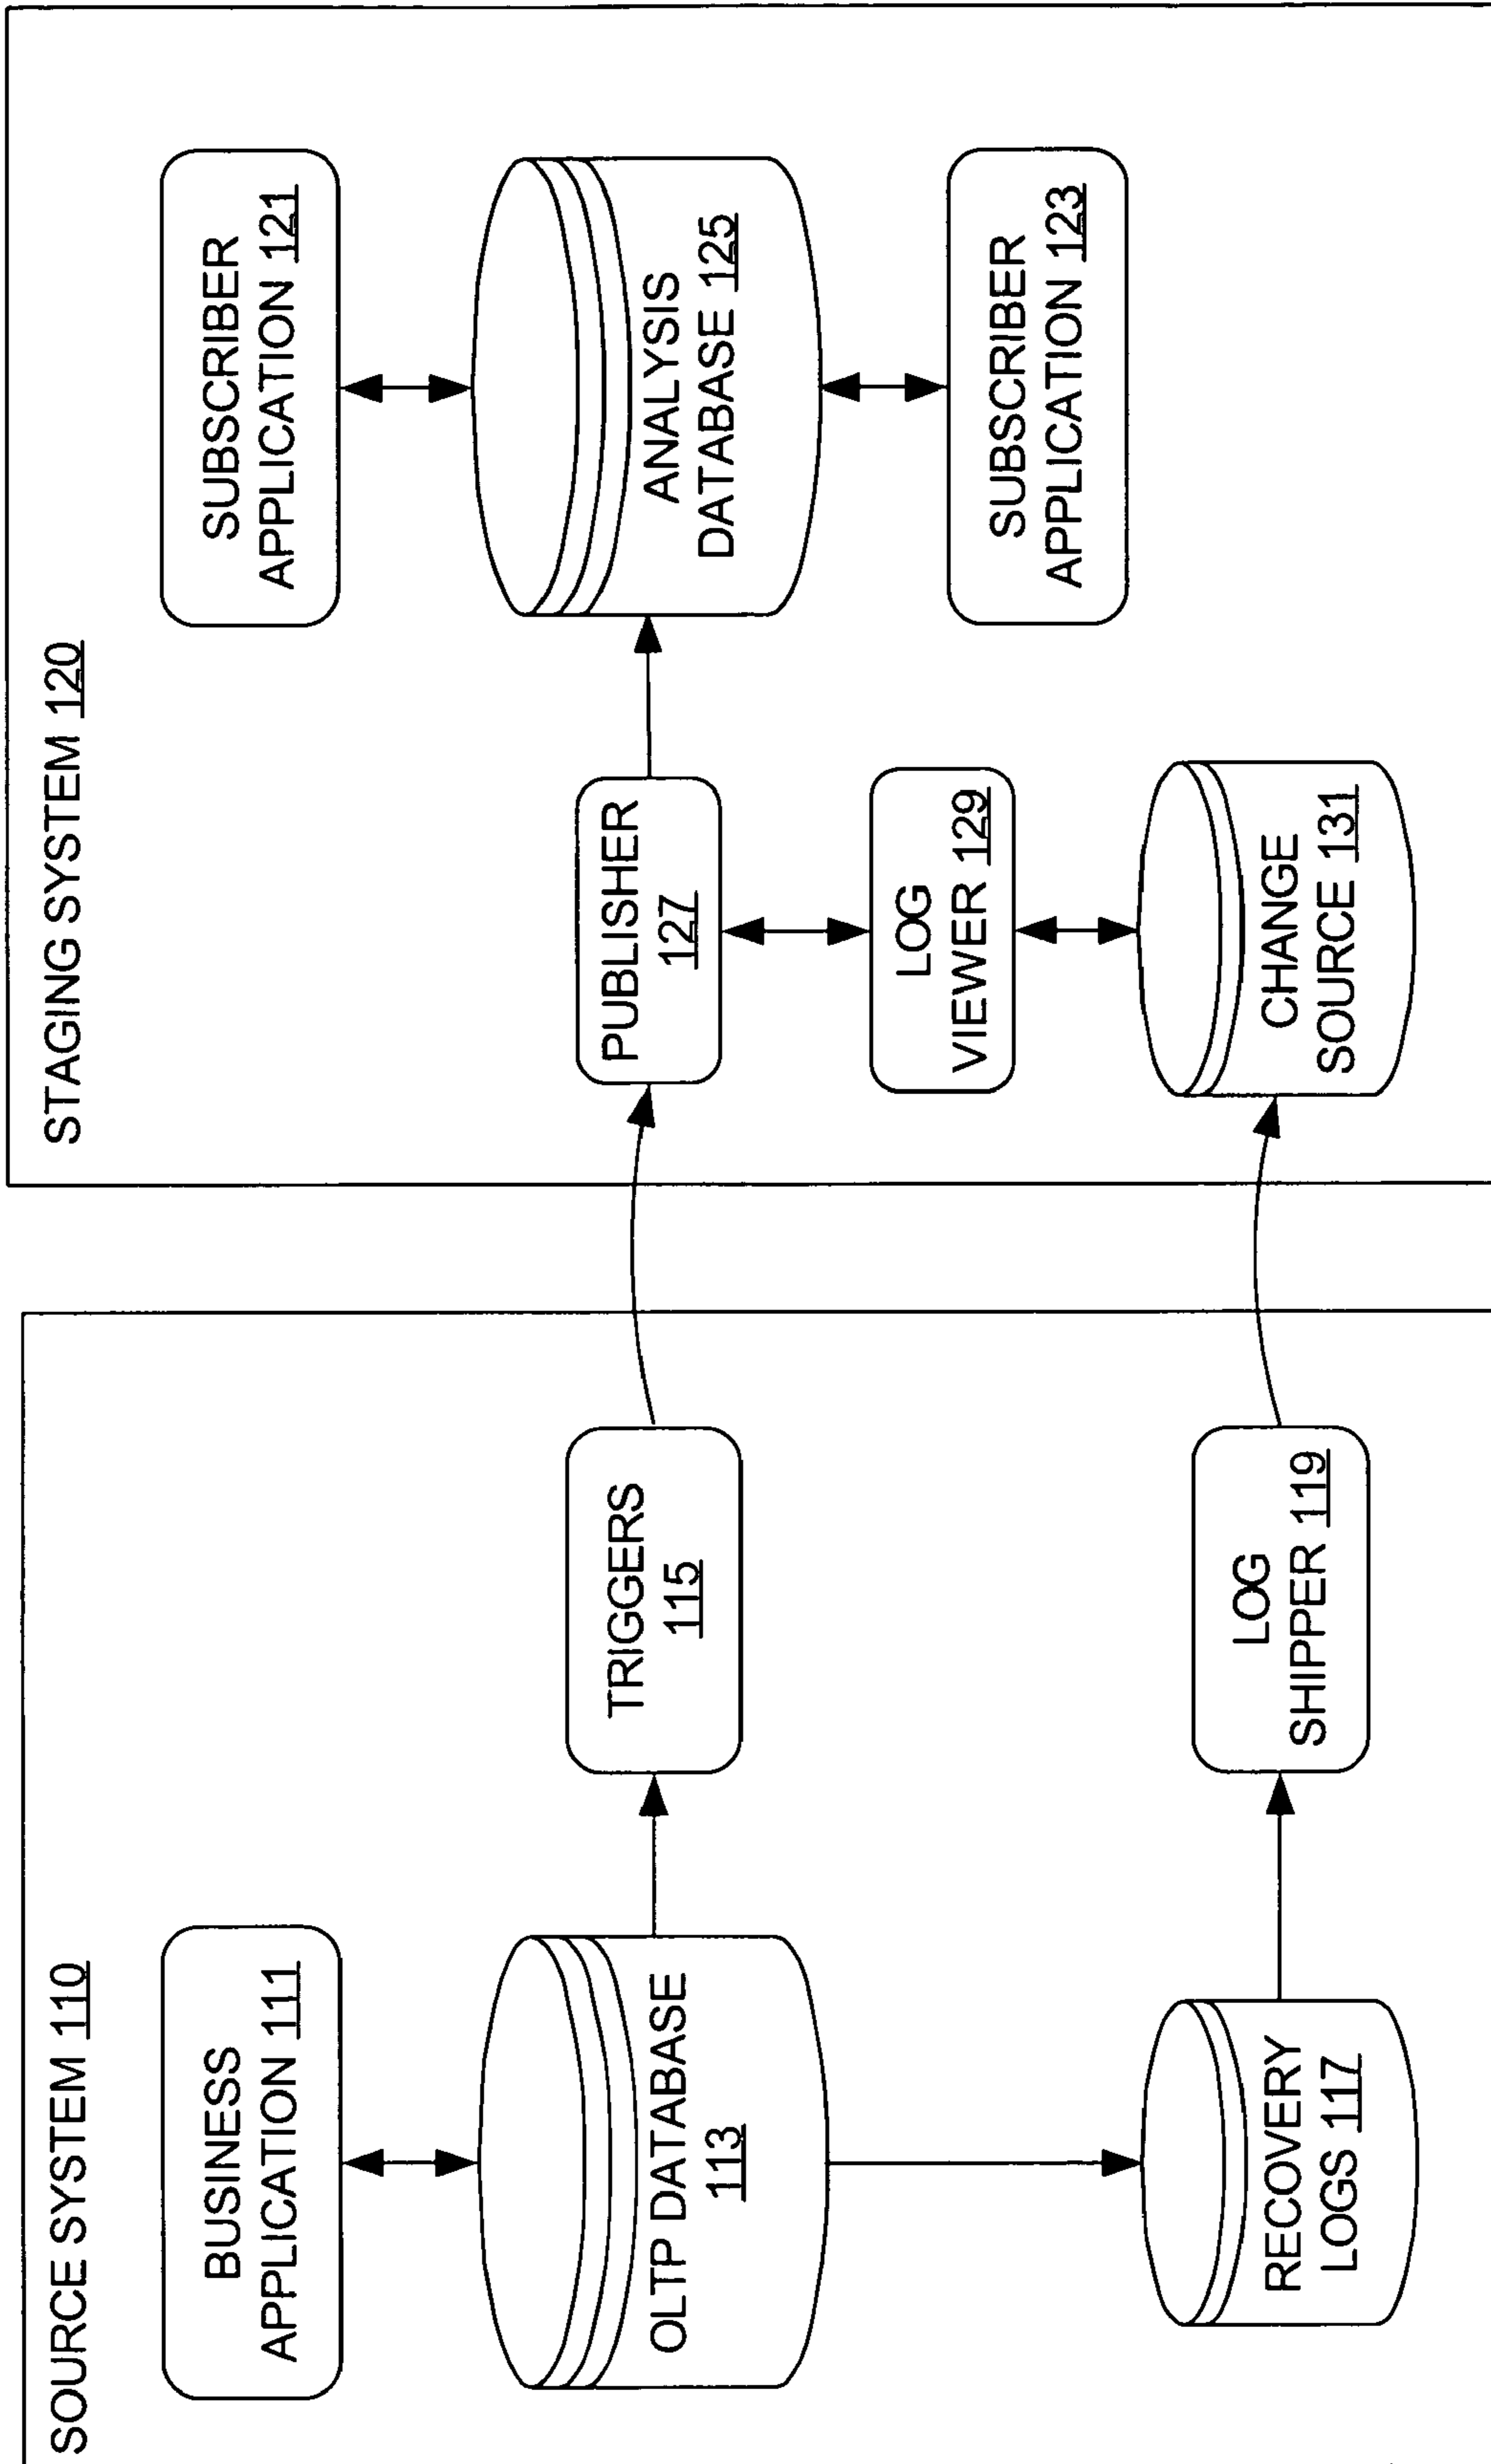 SOURCE SYSTEM 110
BUSINESS
APPLICATION 111
OLTP DATABASE
113
TRIGGERS
115
RECOVERY
LOGS 117
LOG
SHIPPER 119
STAGING SYSTEM 120
SUBSCRIBER
APPLICATION 121
PUBLISHER
127
ANALYSIS
DATABASE 125
LOG
VIEWER 129
SUBSCRIBER
APPLICATION 123
CHANGE
SOURCE 131